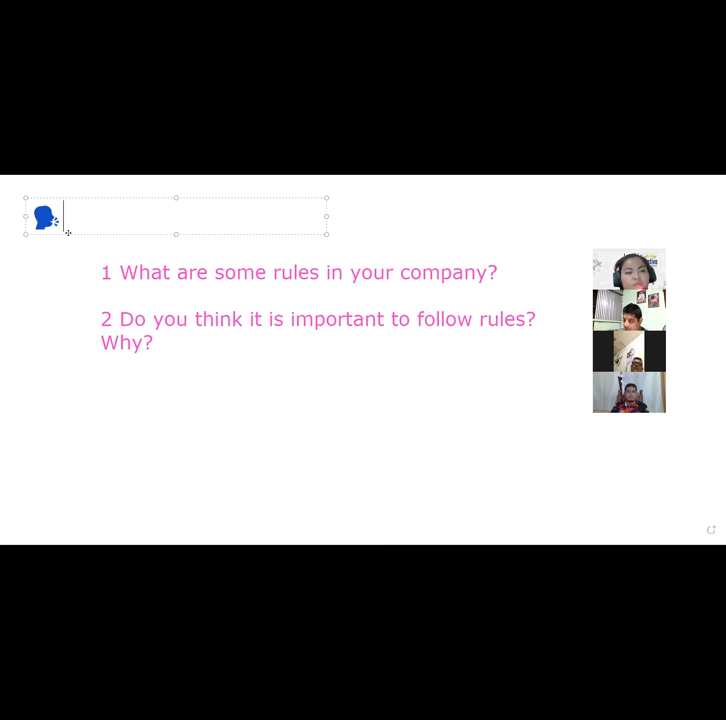 1 What are some rules in your company?
2 Do you think it is important to follow rules?
Why?